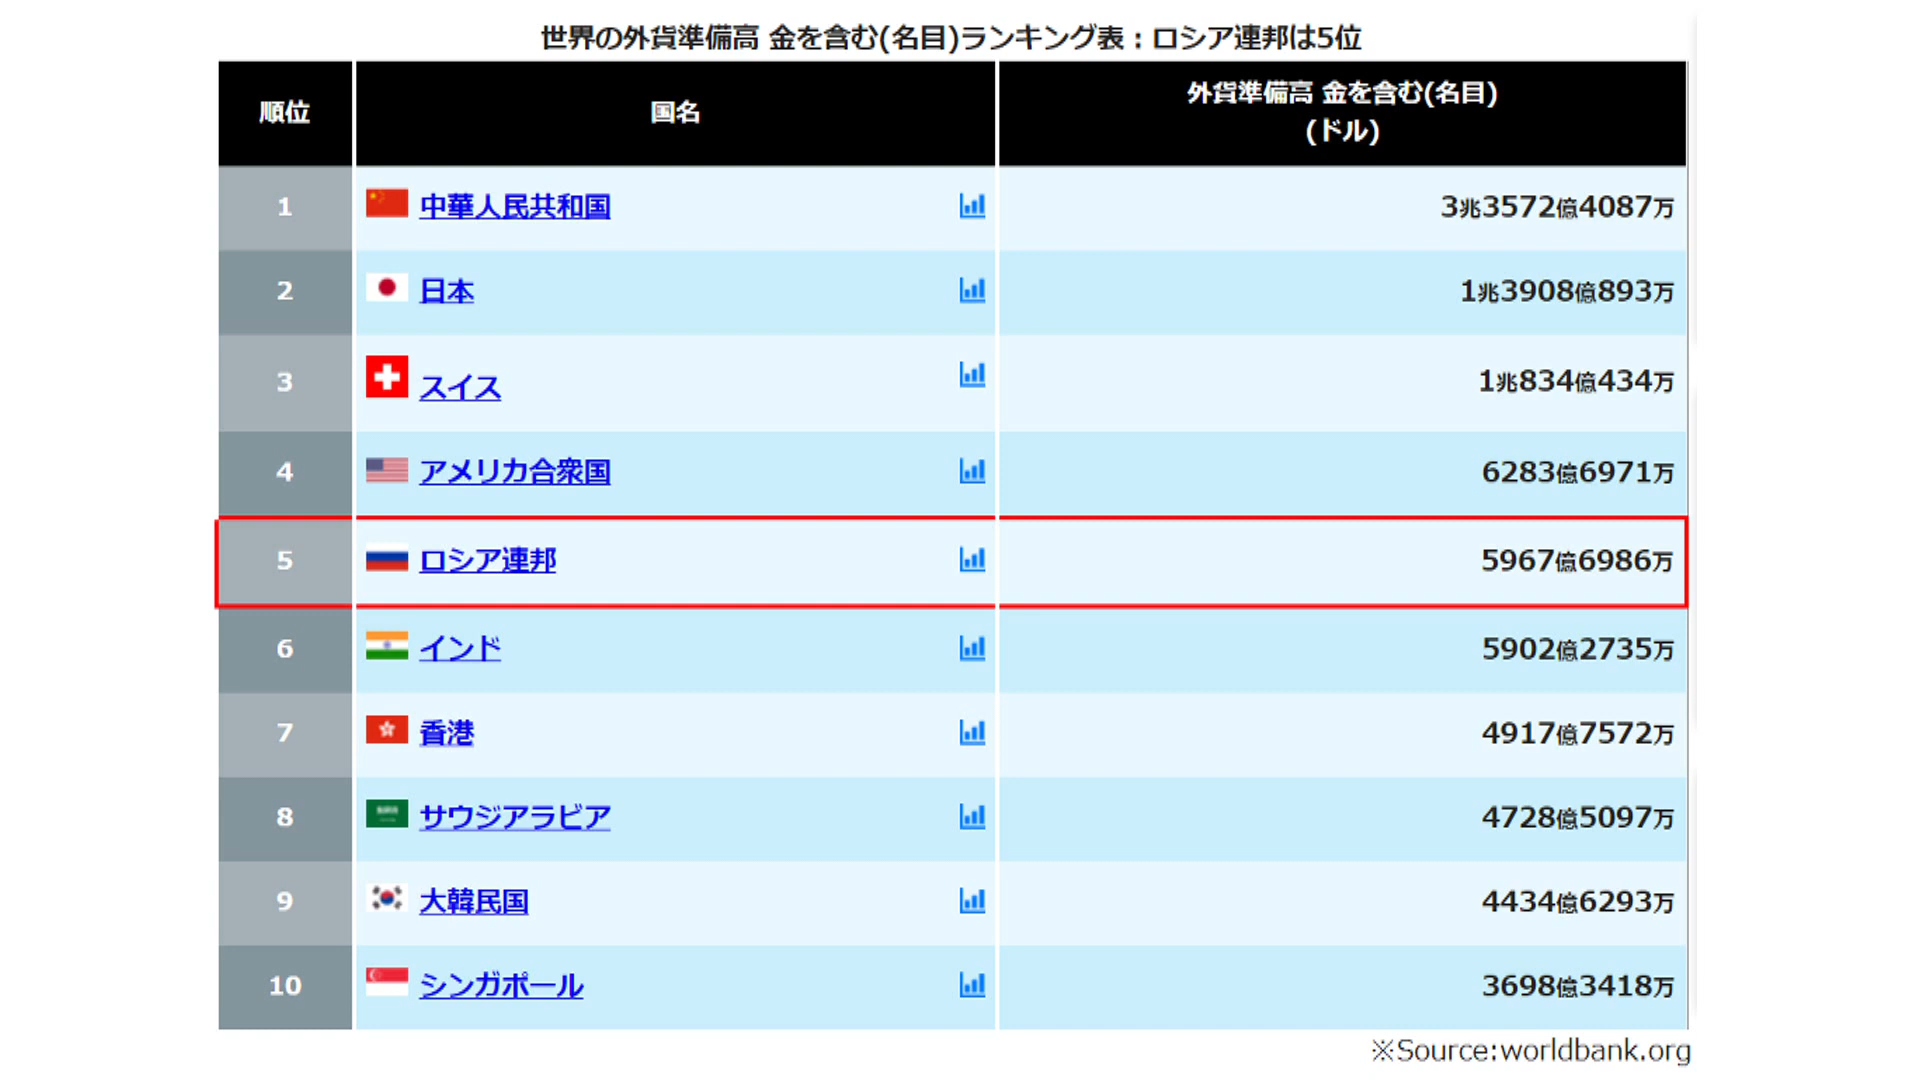 世界の外貨準備高 金を含む(名目)ランキング表：ロシア連邦は5位
順位 国名 外貨準備高 金を含む(名目)
(ドル)
1 中華人民共和国 3兆3572億4087万
2 日本 1兆3908億893万
3 スイス 1兆834億434万
4 アメリカ合衆国 6283億6971万
5 ロシア連邦 5967億6986万
6 インド 5902億2735万
7 香港 4917億7572万
8 サウジアラビア 4728億5097万
9 大韓民国 4434億6293万
10 シンガポール 3698億3418万
※Source:worldbank.org